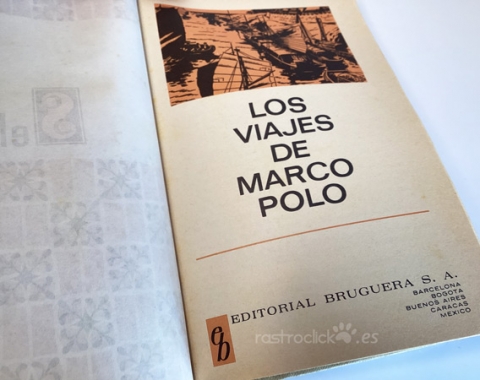 LOS
VIAJES
DE
MARCO
POLO
eb
EDITORIAL BRUGUERA S. A.
BARCELONA
BOGOTA
BUENOS AIRES
CARACAS
MEXICO
rastroclick.es